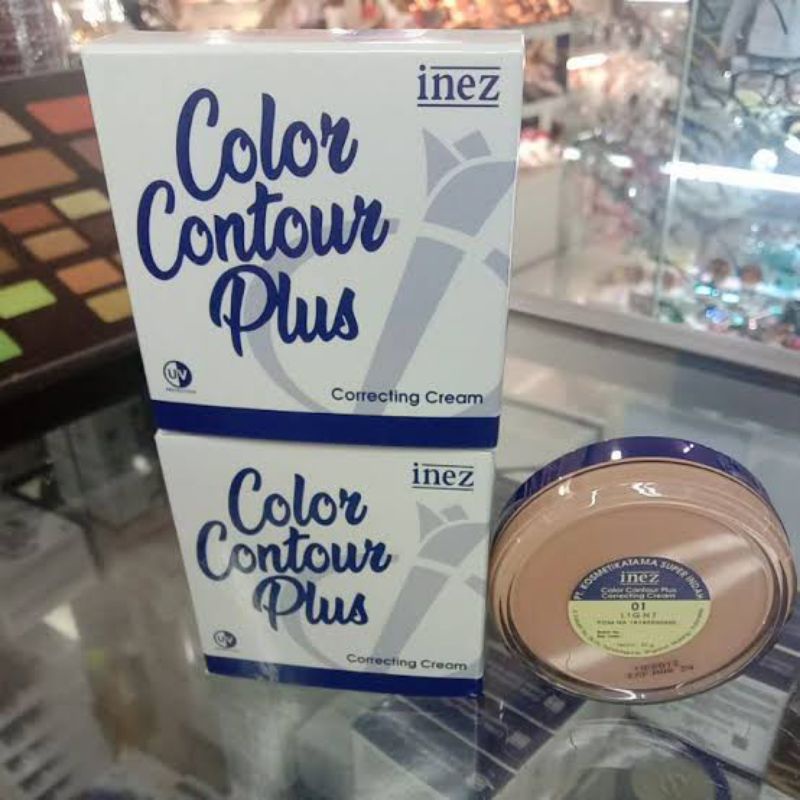 inez
Color
Contour
Plus
UV
Correcting Cream
inez
Color
Contour
Plus
UV
Correcting Cream
PT. KOSMETIKATAMA SUPER INDAH
inez
Color Contour Plus
Correcting Cream
01
LIGHT